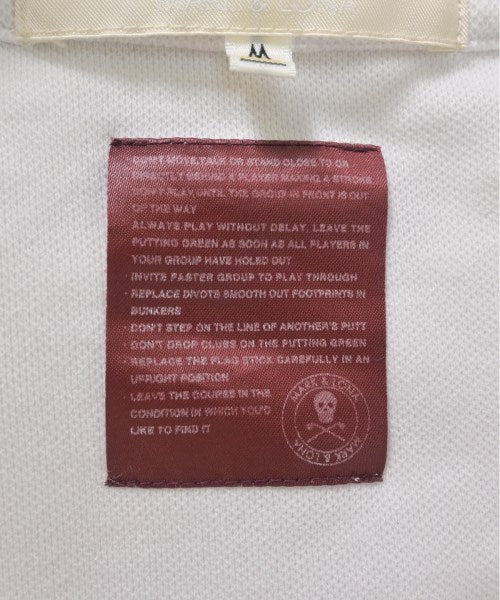 MARK & LONA
M
DON'T MOVE, TALK OR STAND CLOSE TO OR
DIRECTLY BEHIND A PLAYER MAKING A STROKE
DON'T PLAY UNTIL THE GROUP IN FRONT IS OUT
OF THE WAY
ALWAYS PLAY WITHOUT DELAY. LEAVE THE
PUTTING GREEN AS SOON AS ALL PLAYERS IN
YOUR GROUP HAVE HOLED OUT
· INVITE FASTER GROUP TO PLAY THROUGH
· REPLACE DIVOTS SMOOTH OUT FOOTPRINTS IN
BUNKERS
· DON'T STEP ON THE LINE OF ANOTHER'S PUTT
DON'T DROP CLUBS ON THE PUTTING GREEN
· REPLACE THE FLAG STICK CAREFULLY IN AN
UPRIGHT POSITION
· LEAVE THE COURSE IN THE
CONDITION IN WHICH YOU'D
LIKE TO FIND IT
MARK & LONA
MARK & LONA